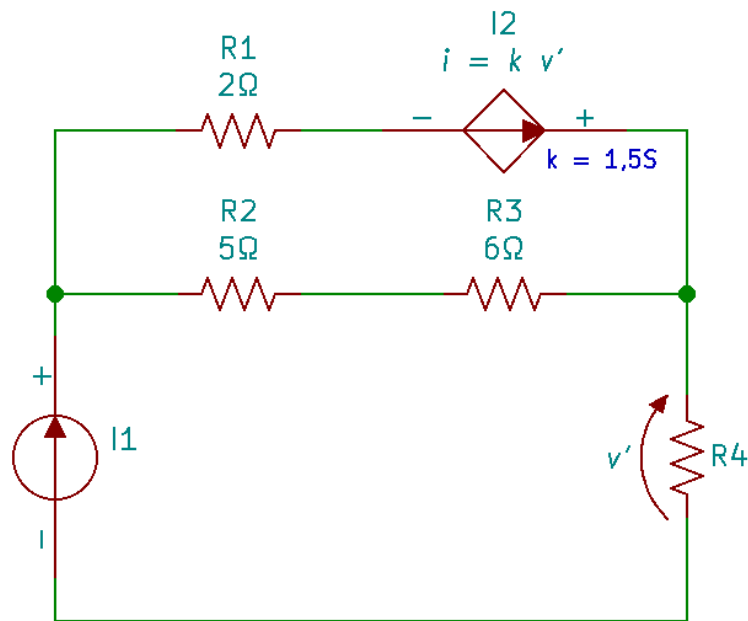 I2
R1
i = k v'
2Ω
− +
k = 1,5S
R2 R3
5Ω 6Ω
+
I1
v' R4
−